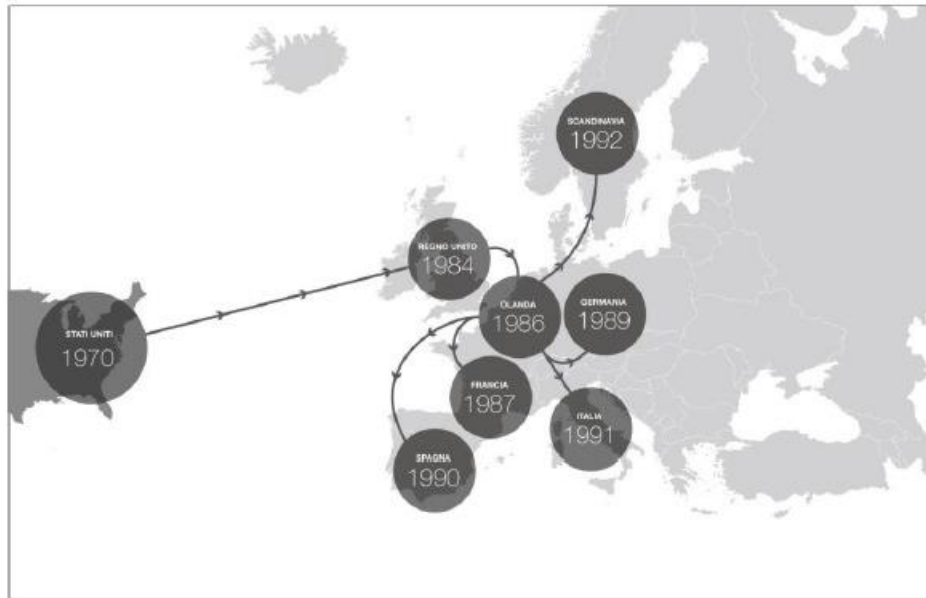 SCANDINAVIA
1992
REGNO UNITO
1984
OLANDA
1986
GERMANIA
1989
STATI UNITI
1970
FRANCIA
1987
ITALIA
1991
SPAGNA
1990